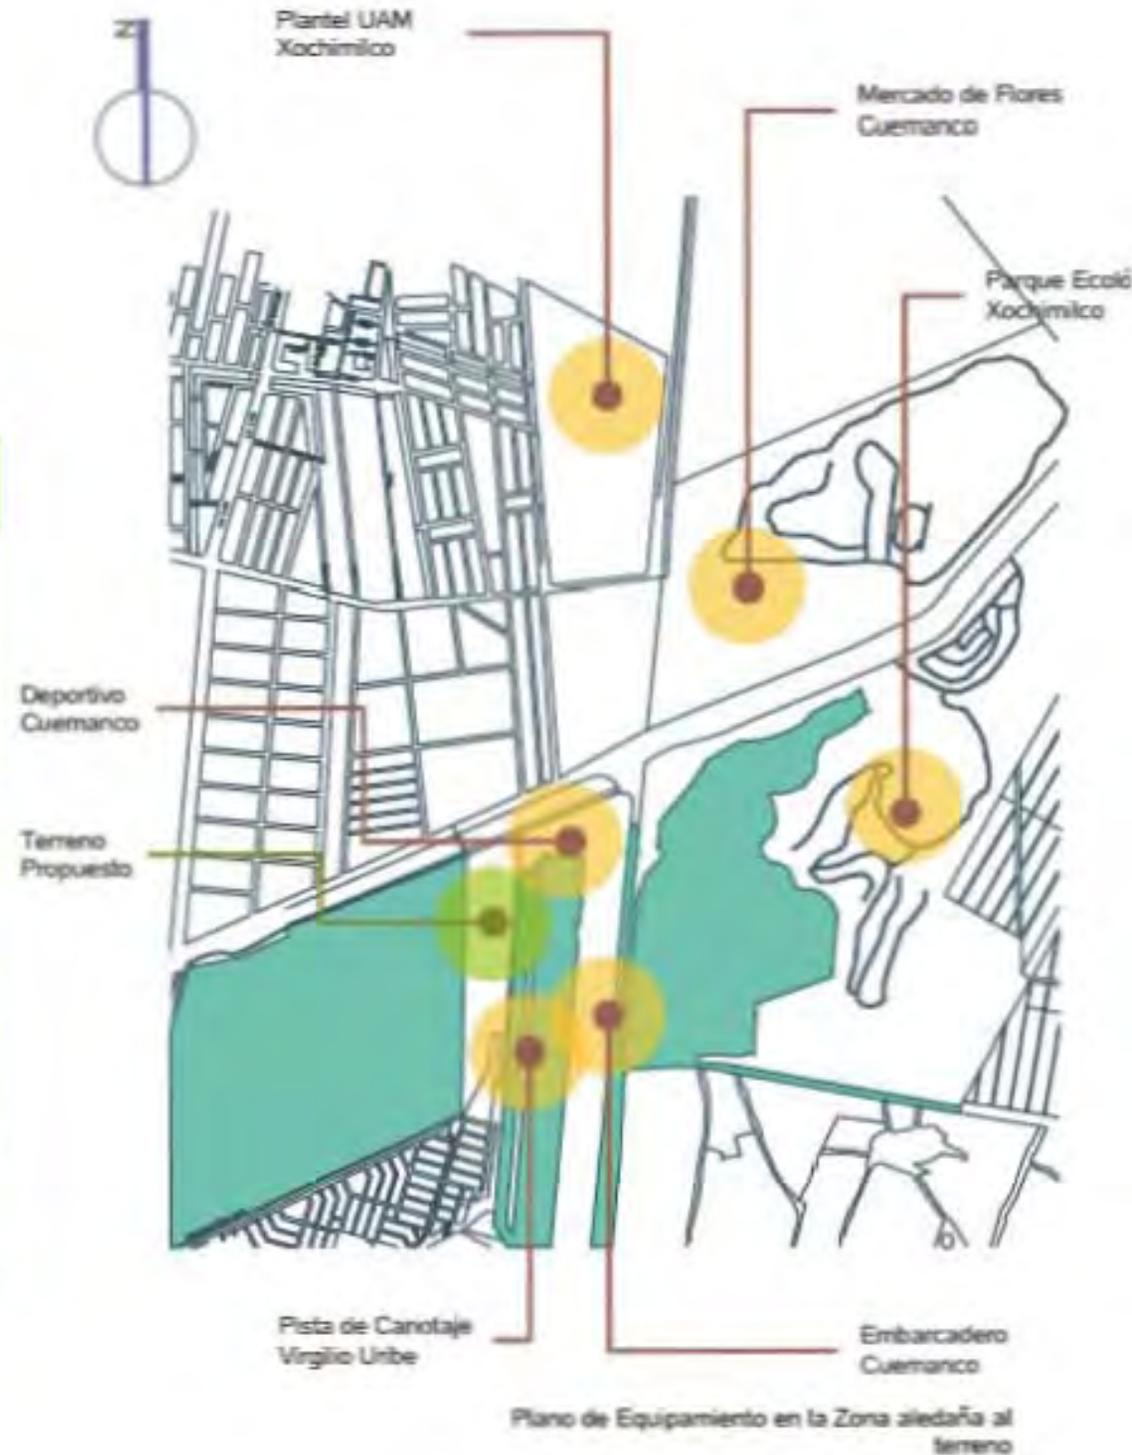 N
Plantel UAM
Xochimilco
Mercado de Flores
Cuemanco
Parque Ecoló
Xochimilco
Deportivo
Cuemanco
Terreno
Propuesto
Pista de Canotaje
Virgilio Uribe
Embarcadero
Cuemanco
Plano de Equipamiento en la Zona aledaña al
terreno